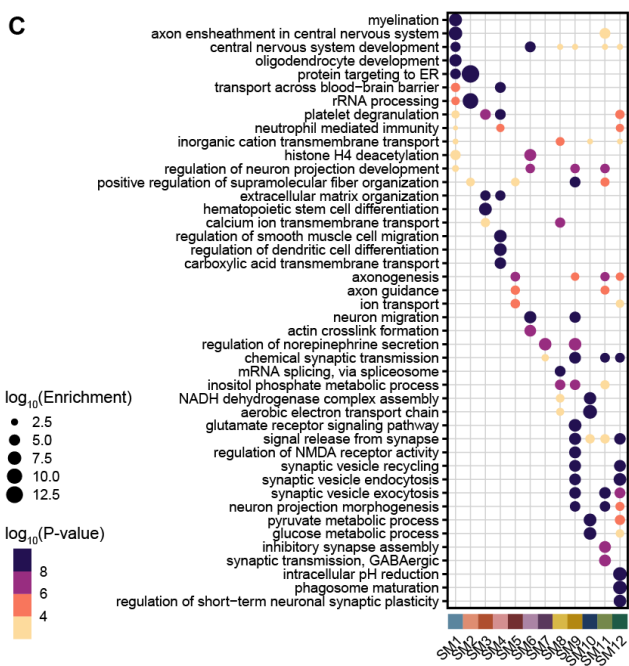 C
myelination
axon ensheathment in central nervous system
central nervous system development
oligodendrocyte development
protein targeting to ER
transport across blood−brain barrier
rRNA processing
platelet degranulation
neutrophil mediated immunity
inorganic cation transmembrane transport
histone H4 deacetylation
regulation of neuron projection development
positive regulation of supramolecular fiber organization
extracellular matrix organization
hematopoietic stem cell differentiation
calcium ion transmembrane transport
regulation of smooth muscle cell migration
regulation of dendritic cell differentiation
carboxylic acid transmembrane transport
axonogenesis
axon guidance
ion transport
neuron migration
actin crosslink formation
regulation of norepinephrine secretion
chemical synaptic transmission
mRNA splicing, via spliceosome
inositol phosphate metabolic process
NADH dehydrogenase complex assembly
aerobic electron transport chain
glutamate receptor signaling pathway
signal release from synapse
regulation of NMDA receptor activity
synaptic vesicle recycling
synaptic vesicle endocytosis
synaptic vesicle exocytosis
neuron projection morphogenesis
pyruvate metabolic process
glucose metabolic process
inhibitory synapse assembly
synaptic transmission, GABAergic
intracellular pH reduction
phagosome maturation
regulation of short−term neuronal synaptic plasticity
log10(Enrichment)
2.5
5.0
7.5
10.0
12.5
log10(P-value)
8
6
4
SM1
SM2
SM3
SM4
SM5
SM6
SM7
SM8
SM9
SM10
SM11
SM12